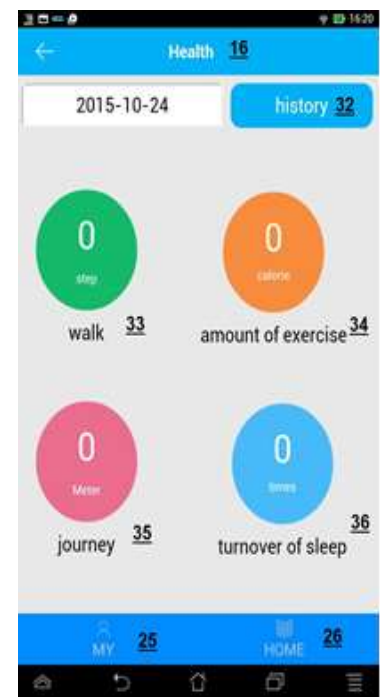 16:20
Health 16
2015-10-24 history 32
0 0
step calorie
walk 33 amount of exercise 34
0 0
Meter times
journey 35 turnover of sleep 36
MY 25 HOME 26